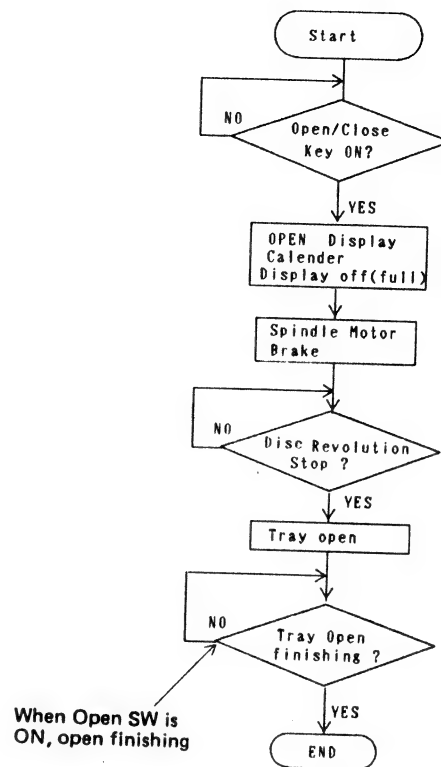 Start
NO
Open/Close
Key ON?
YES
OPEN Display
Calender
Display off(full)
Spindle Motor
Brake
NO
Disc Revolution
Stop ?
YES
Tray open
NO
Tray Open
finishing ?
When Open SW is
ON, open finishing
YES
END